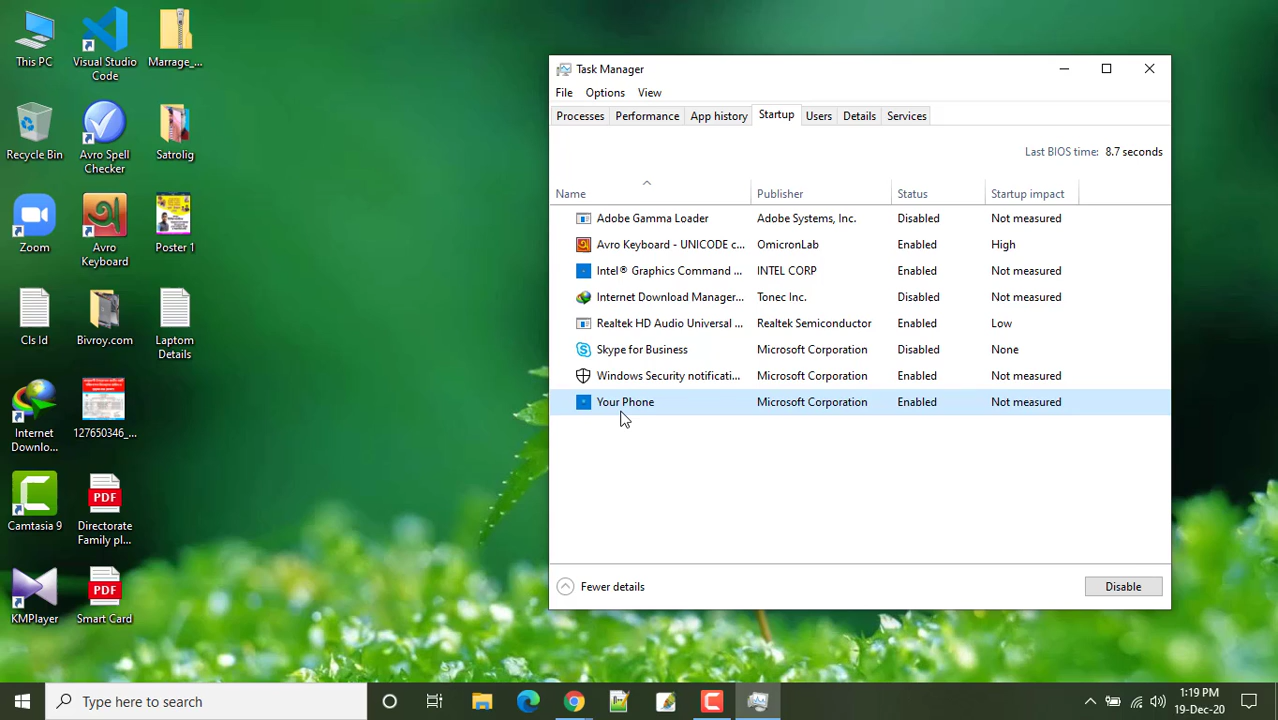 This PC
Visual Studio
Code
Marrage_...
Recycle Bin
Avro Spell
Checker
Satrolig
Zoom
Avro
Keyboard
Poster 1
Cls Id
Bivroy.com
Laptom
Details
Internet
Downlo...
127650346_...
Camtasia 9
PDF
Directorate
Family pl...
KMPlayer
PDF
Smart Card
Task Manager
File Options View
Processes Performance App history Startup Users Details Services
Last BIOS time: 8.7 seconds
Name Publisher Status Startup impact
Adobe Gamma Loader Adobe Systems, Inc. Disabled Not measured
Avro Keyboard - UNICODE c... OmicronLab Enabled High
Intel® Graphics Command ... INTEL CORP Enabled Not measured
Internet Download Manager... Tonec Inc. Disabled Not measured
Realtek HD Audio Universal ... Realtek Semiconductor Enabled Low
Skype for Business Microsoft Corporation Disabled None
Windows Security notificati... Microsoft Corporation Enabled Not measured
Your Phone Microsoft Corporation Enabled Not measured
Fewer details Disable
Type here to search
1:19 PM
19-Dec-20